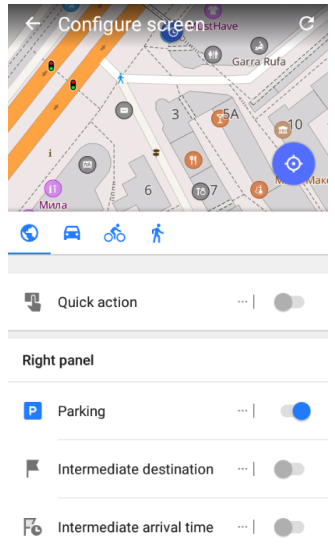 Configure screen
stHave
Garra Rufa
3
5A
10
i
6
7
Мила
Мак
Quick action
Right panel
P
Parking
Intermediate destination
Intermediate arrival time